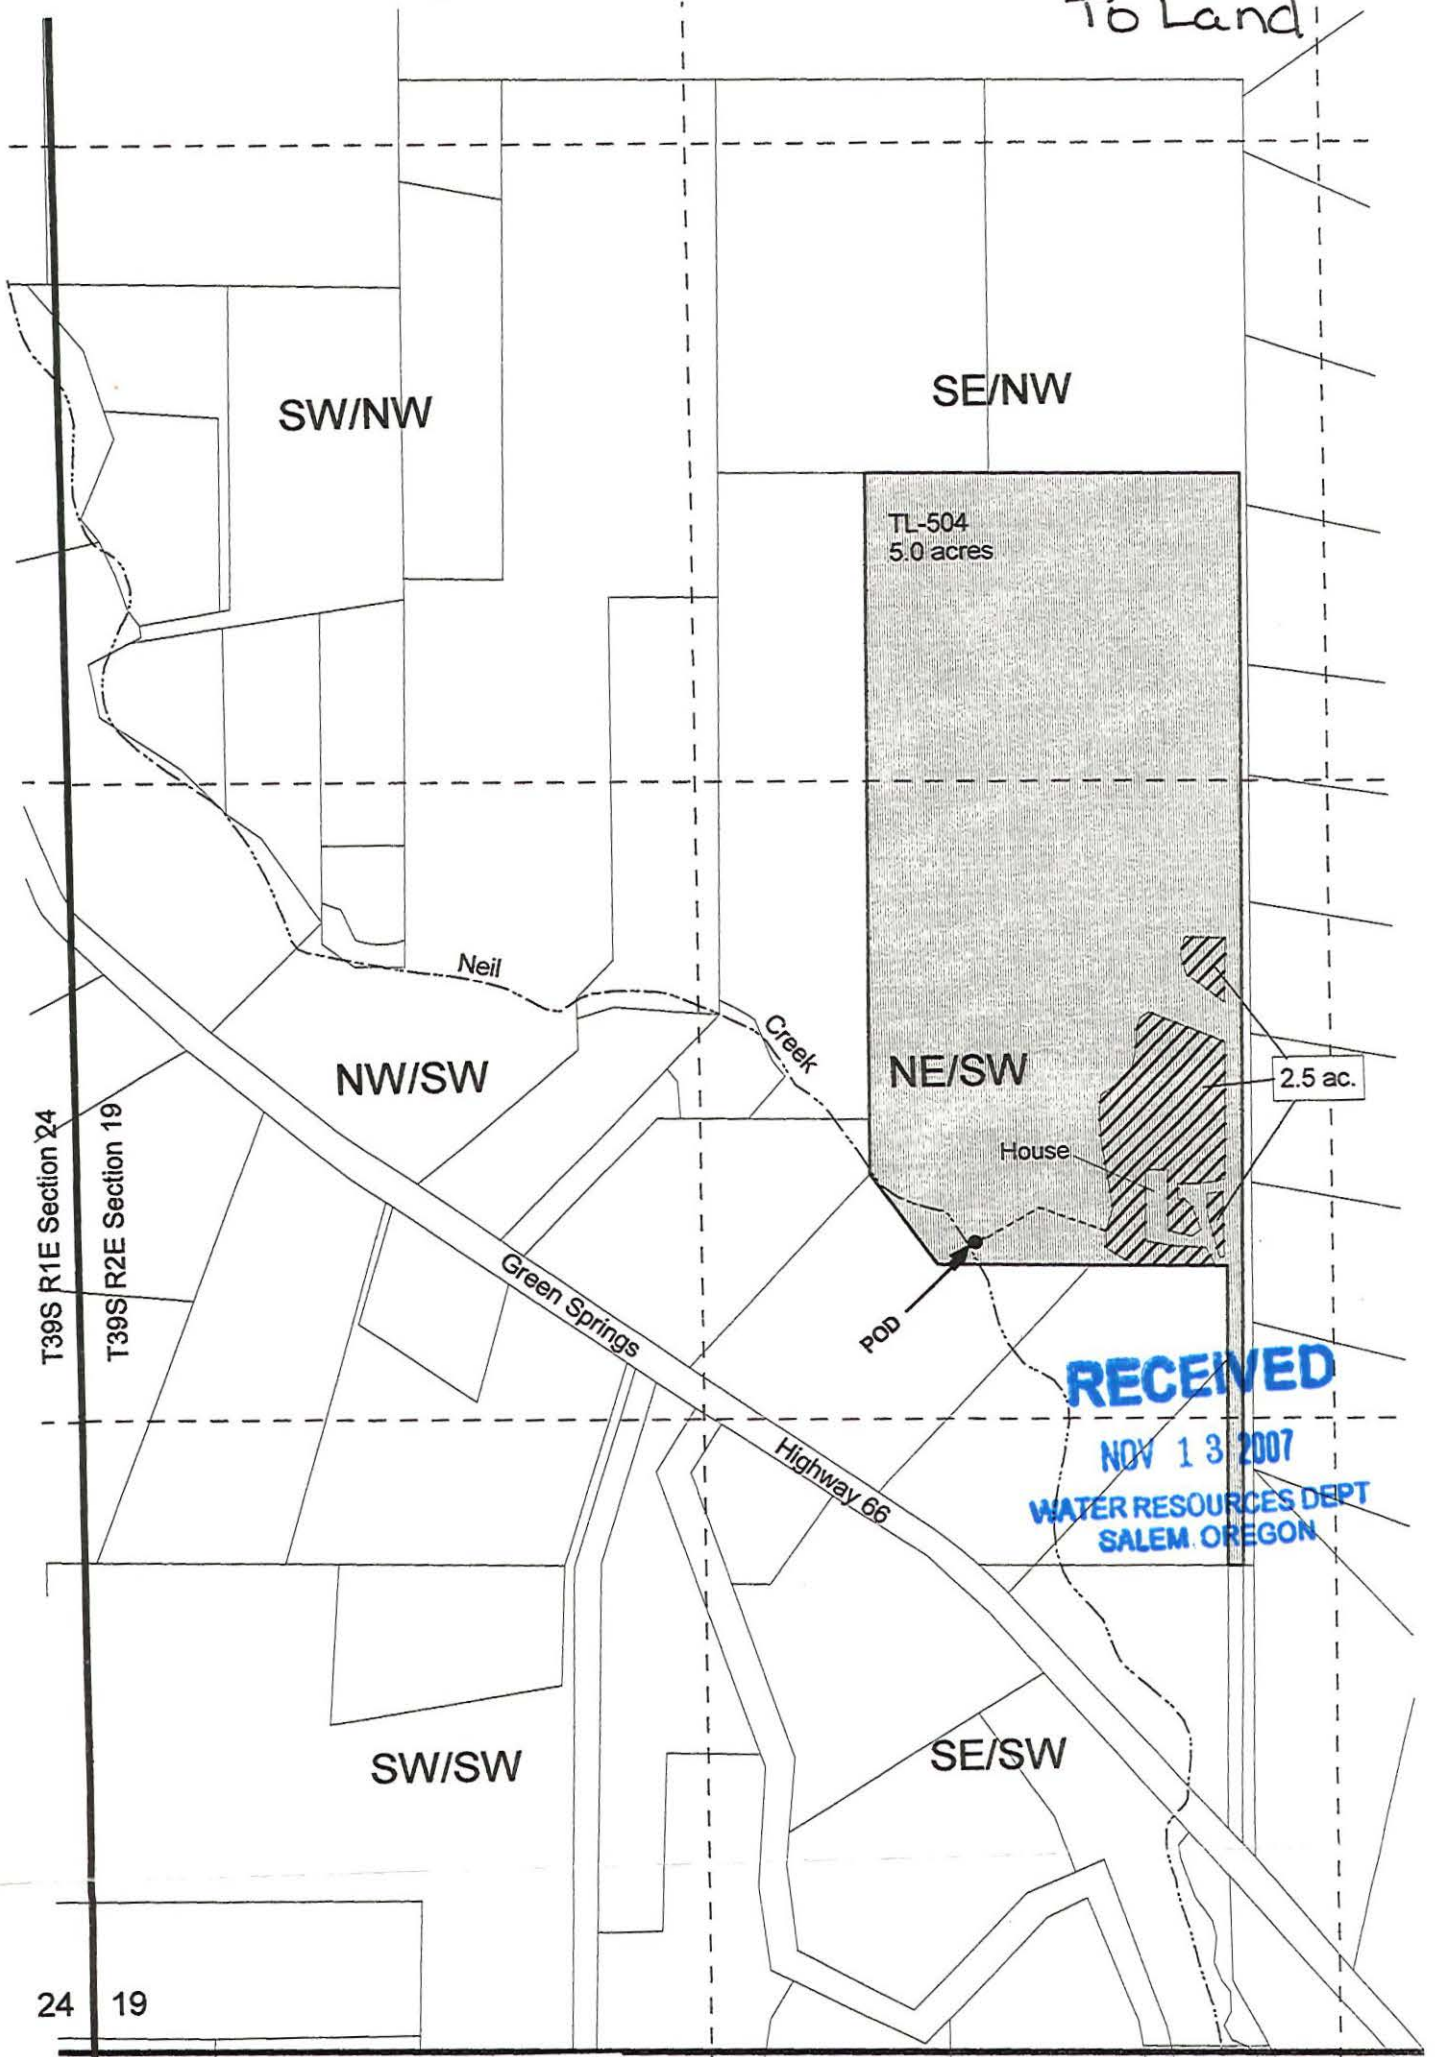 To Land
SW/NW
SE/NW
TL-504
5.0 acres
Neil
Creek
NW/SW
NE/SW
2.5 ac.
House
T39S R1E Section 24
T39S R2E Section 19
Green Springs
POD
RECEIVED
NOV 13 2007
WATER RESOURCES DEPT
SALEM OREGON
Highway 66
SW/SW
SE/SW
24 19